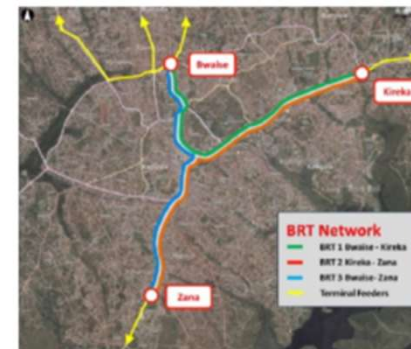 Bwaise
Kireka
BRT Network
BRT 1 Bwaise - Kireka
BRT 2 Kireka - Zana
BRT 3 Bwaise- Zana
Terminal Feeders
Zana